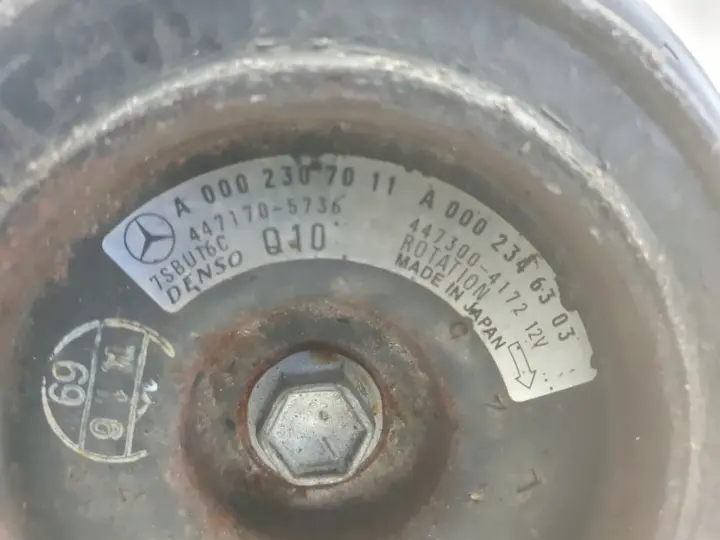 A 000 230 70 11
447170-5736
7SBU16C
DENSO
Q10
A 000 234 63 03
447300-4172 12V
ROTATION
MADE IN JAPAN
69